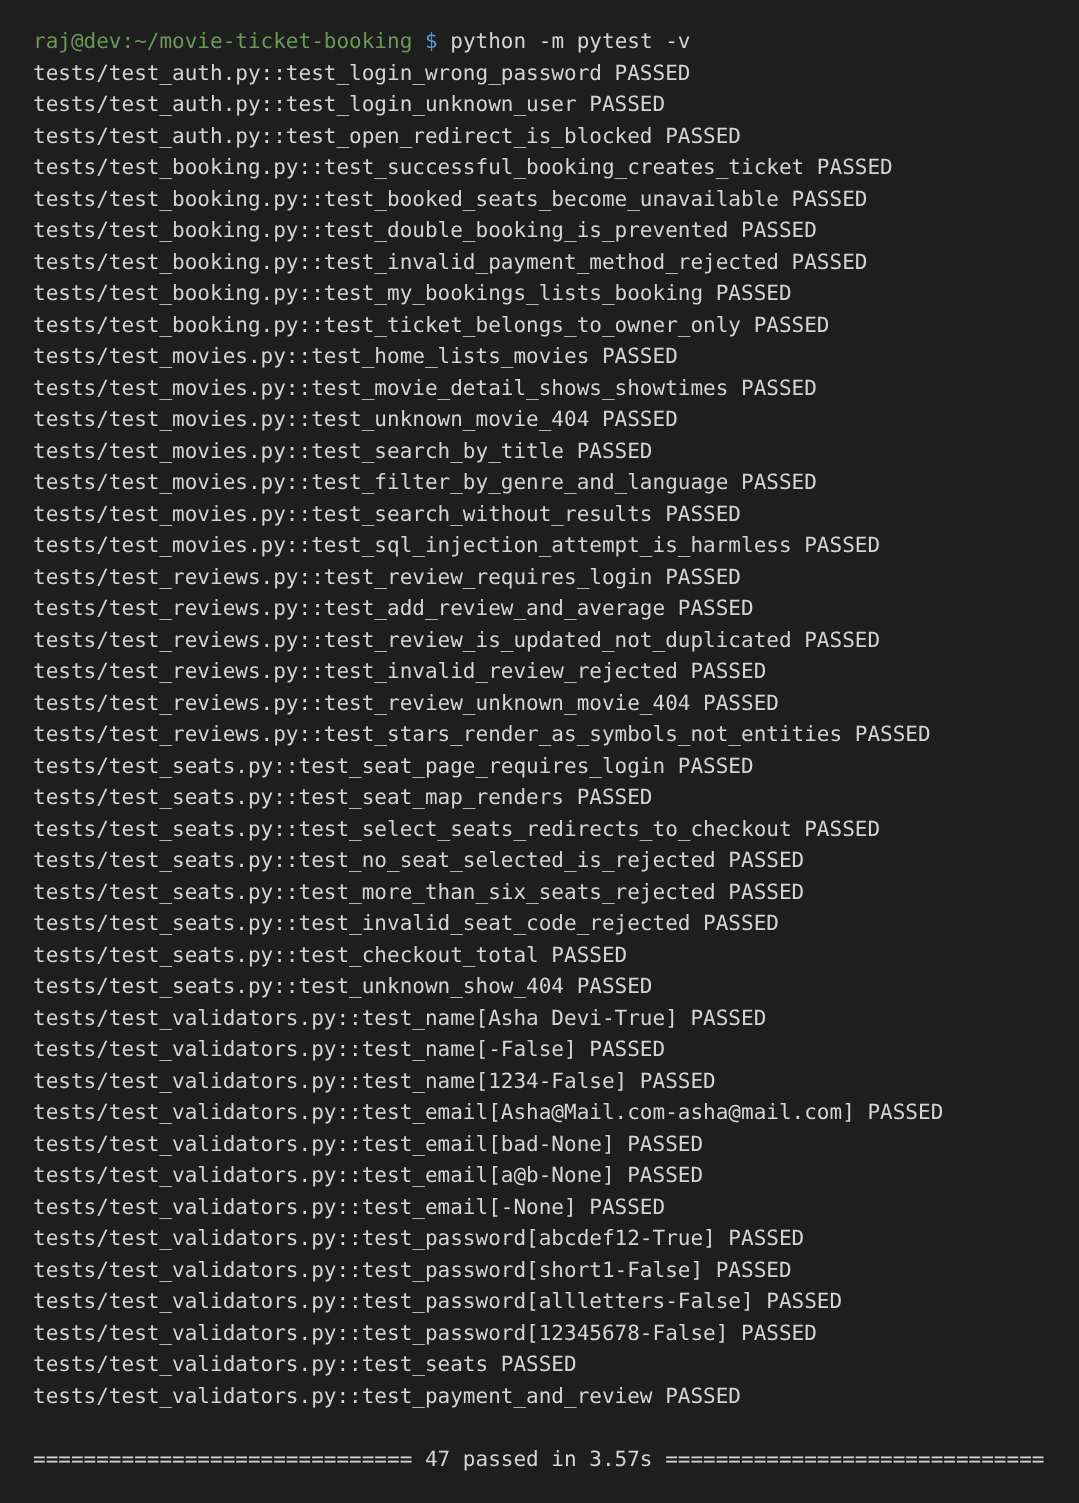 raj@dev:~/movie-ticket-booking $ python -m pytest -v
tests/test_auth.py::test_login_wrong_password PASSED
tests/test_auth.py::test_login_unknown_user PASSED
tests/test_auth.py::test_open_redirect_is_blocked PASSED
tests/test_booking.py::test_successful_booking_creates_ticket PASSED
tests/test_booking.py::test_booked_seats_become_unavailable PASSED
tests/test_booking.py::test_double_booking_is_prevented PASSED
tests/test_booking.py::test_invalid_payment_method_rejected PASSED
tests/test_booking.py::test_my_bookings_lists_booking PASSED
tests/test_booking.py::test_ticket_belongs_to_owner_only PASSED
tests/test_movies.py::test_home_lists_movies PASSED
tests/test_movies.py::test_movie_detail_shows_showtimes PASSED
tests/test_movies.py::test_unknown_movie_404 PASSED
tests/test_movies.py::test_search_by_title PASSED
tests/test_movies.py::test_filter_by_genre_and_language PASSED
tests/test_movies.py::test_search_without_results PASSED
tests/test_movies.py::test_sql_injection_attempt_is_harmless PASSED
tests/test_reviews.py::test_review_requires_login PASSED
tests/test_reviews.py::test_add_review_and_average PASSED
tests/test_reviews.py::test_review_is_updated_not_duplicated PASSED
tests/test_reviews.py::test_invalid_review_rejected PASSED
tests/test_reviews.py::test_review_unknown_movie_404 PASSED
tests/test_reviews.py::test_stars_render_as_symbols_not_entities PASSED
tests/test_seats.py::test_seat_page_requires_login PASSED
tests/test_seats.py::test_seat_map_renders PASSED
tests/test_seats.py::test_select_seats_redirects_to_checkout PASSED
tests/test_seats.py::test_no_seat_selected_is_rejected PASSED
tests/test_seats.py::test_more_than_six_seats_rejected PASSED
tests/test_seats.py::test_invalid_seat_code_rejected PASSED
tests/test_seats.py::test_checkout_total PASSED
tests/test_seats.py::test_unknown_show_404 PASSED
tests/test_validators.py::test_name[Asha Devi-True] PASSED
tests/test_validators.py::test_name[-False] PASSED
tests/test_validators.py::test_name[1234-False] PASSED
tests/test_validators.py::test_email[Asha@Mail.com-asha@mail.com] PASSED
tests/test_validators.py::test_email[bad-None] PASSED
tests/test_validators.py::test_email[a@b-None] PASSED
tests/test_validators.py::test_email[-None] PASSED
tests/test_validators.py::test_password[abcdef12-True] PASSED
tests/test_validators.py::test_password[short1-False] PASSED
tests/test_validators.py::test_password[allletters-False] PASSED
tests/test_validators.py::test_password[12345678-False] PASSED
tests/test_validators.py::test_seats PASSED
tests/test_validators.py::test_payment_and_review PASSED
============================== 47 passed in 3.57s ==============================